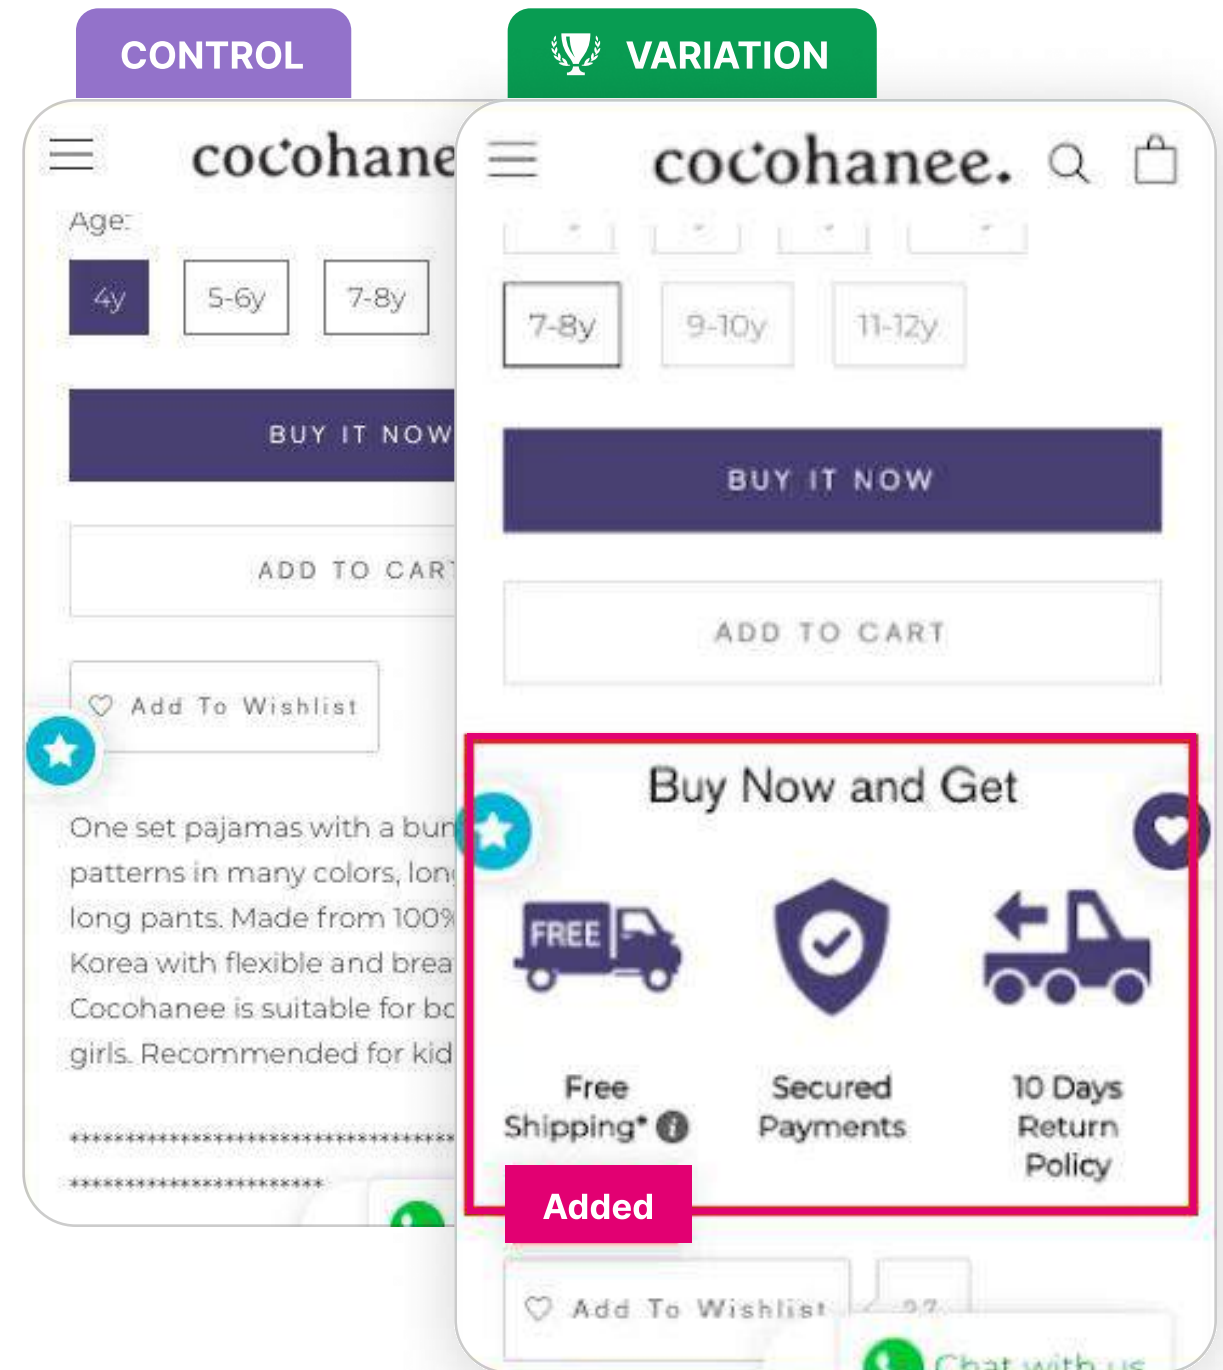 CONTROL
VARIATION
cocohane
Age:
4y
5-6y
7-8y
BUY IT NOW
ADD TO CART
Add To Wishlist
One set pajamas with a bun
patterns in many colors, long
long pants. Made from 100%
Korea with flexible and brea
Cocohanee is suitable for bo
girls. Recommended for kid
***********************************
***********************
cocohanee.
7-8y
9-10y
11-12y
BUY IT NOW
ADD TO CART
Buy Now and Get
FREE
Free
Shipping*
Secured
Payments
10 Days
Return
Policy
Added
Add To Wishlist
Chat with us